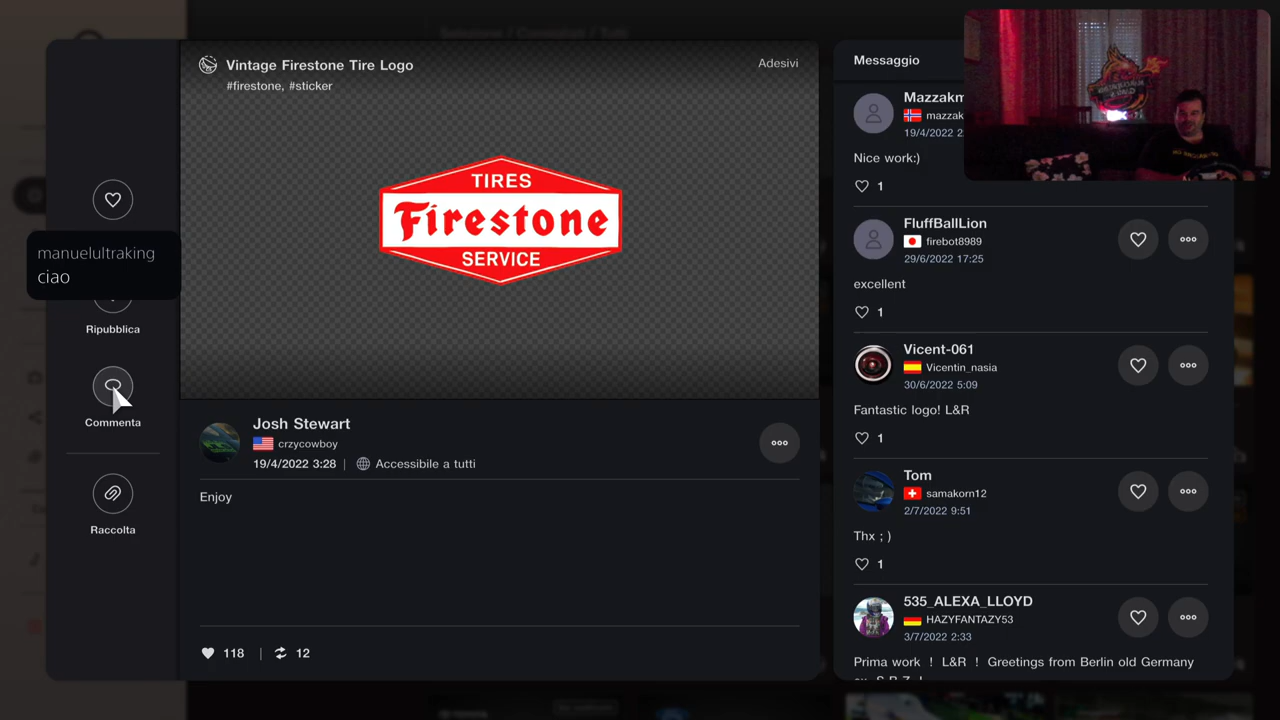 Vintage Firestone Tire Logo
#firestone, #sticker
Adesivi
TIRES
Firestone
SERVICE
manuelultraking
ciao
Ripubblica
Commenta
Raccolta
Josh Stewart
crzycowboy
19/4/2022 3:28 | Accessibile a tutti
Enjoy
118 | 12
Messaggio
19/4/2022
Nice work:)
1
FluffBallLion
firebot8989
29/6/2022 17:25
excellent
1
Vicent-061
Vicentin_nasia
30/6/2022 5:09
Fantastic logo! L&R
1
Tom
samakorn12
2/7/2022 9:51
Thx ; )
1
535_ALEXA_LLOYD
HAZYFANTAZY53
3/7/2022 2:33
Prima work ! L&R ! Greetings from Berlin old Germany